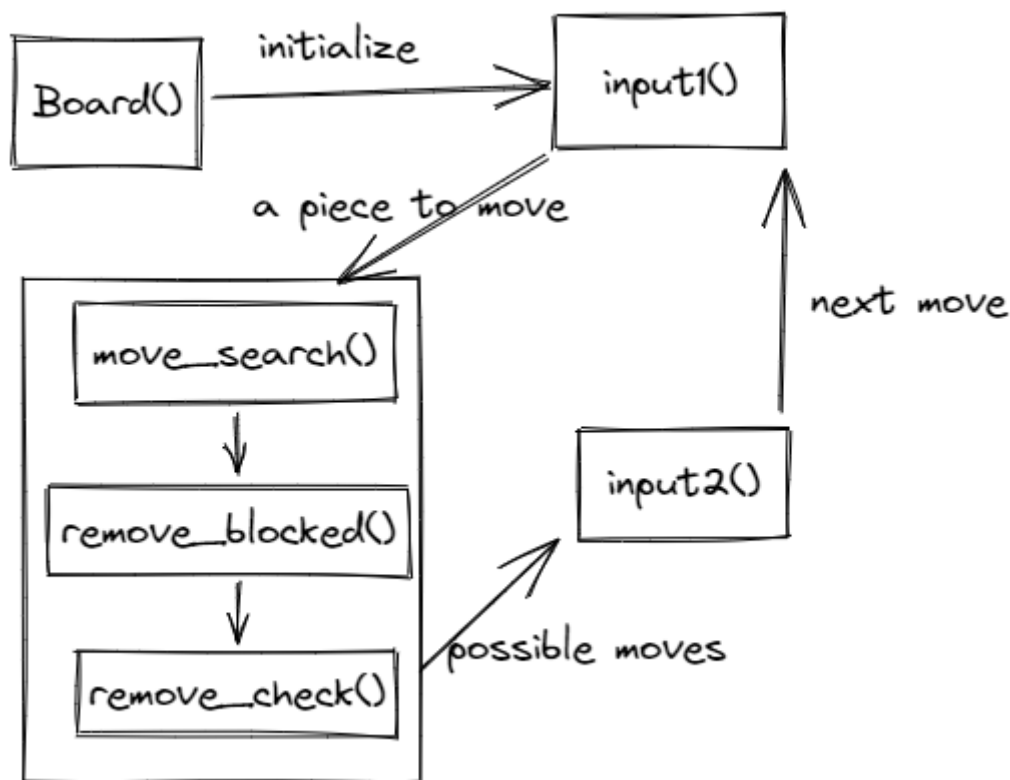 initialize
Board()
input1()
a piece to move
move_search()
next move
remove_blocked()
input2()
possible moves
remove_check()